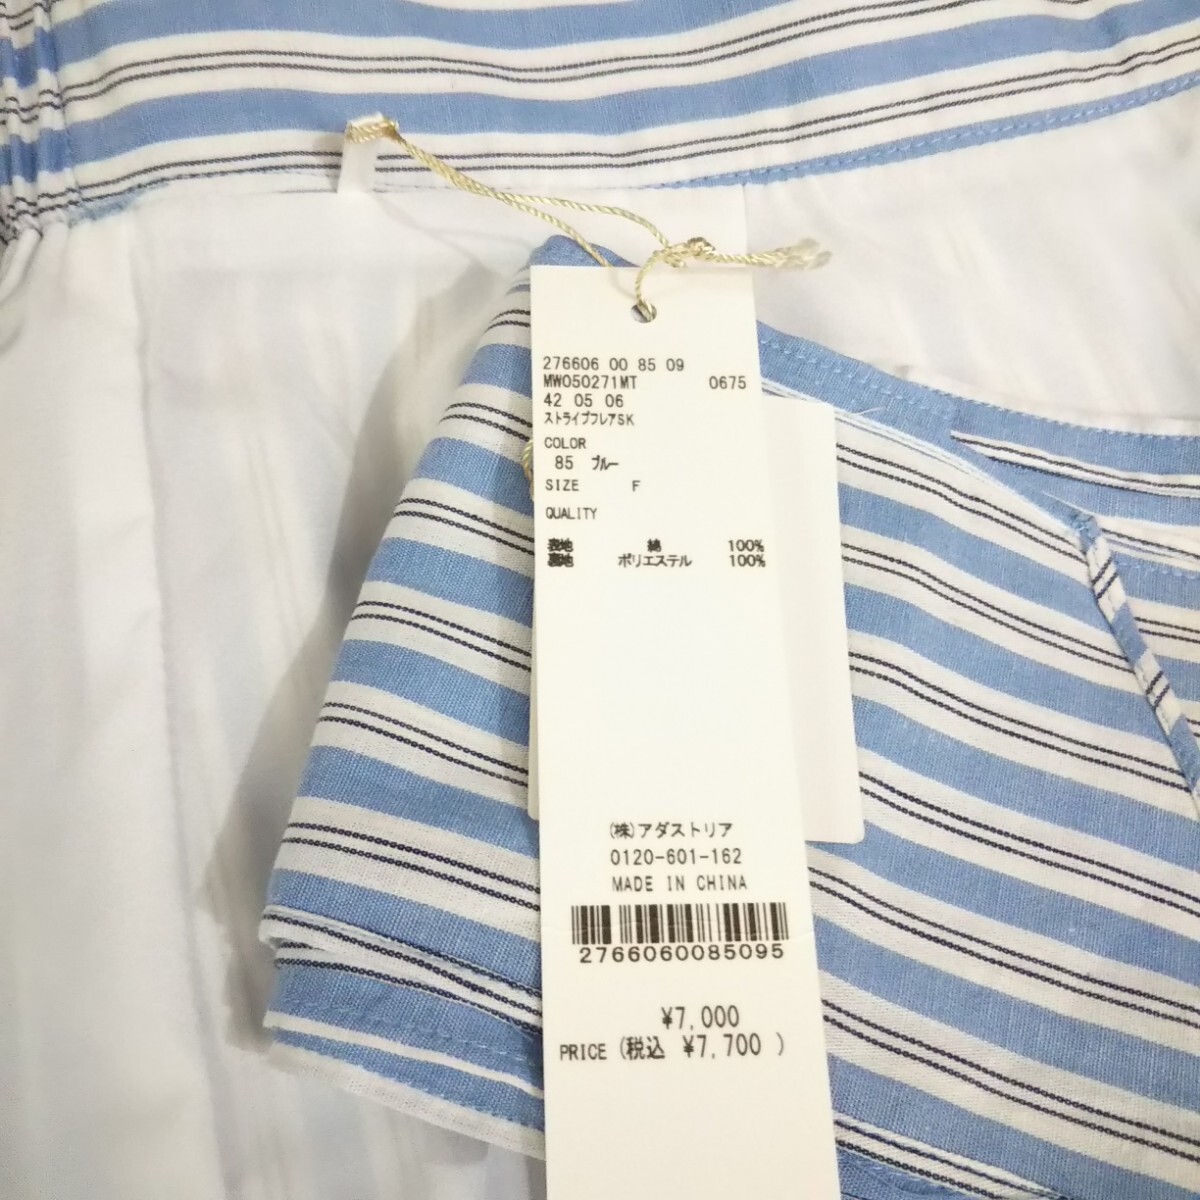 276606 00 85 09
MW050271MT 0675
42 05 06
ストライプフレアSK
COLOR
85 ブルー
SIZE F
QUALITY
表地 綿 100%
裏地 ポリエステル 100%
(株)アダストリア
0120-601-162
MADE IN CHINA
2766060085095
¥7,000
PRICE (税込 ¥7,700 )